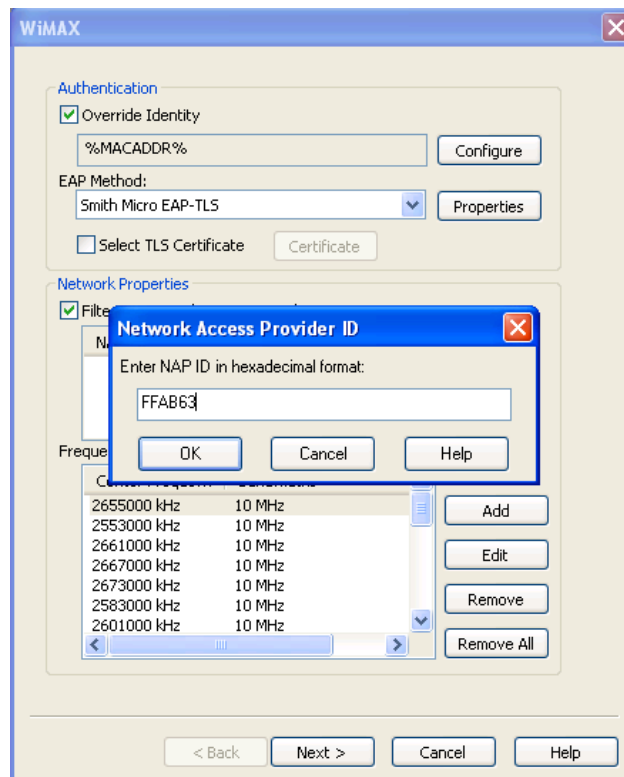 WiMAX
Authentication
Override Identity
%MACADDR%
Configure
EAP Method:
Smith Micro EAP-TLS
Properties
Select TLS Certificate
Certificate
Network Properties
Network Access Provider ID
Enter NAP ID in hexadecimal format:
FFAB63
OK Cancel Help
2655000 kHz 10 MHz
2553000 kHz 10 MHz
2661000 kHz 10 MHz
2667000 kHz 10 MHz
2673000 kHz 10 MHz
2583000 kHz 10 MHz
2601000 kHz 10 MHz
Add
Edit
Remove
Remove All
< Back Next > Cancel Help